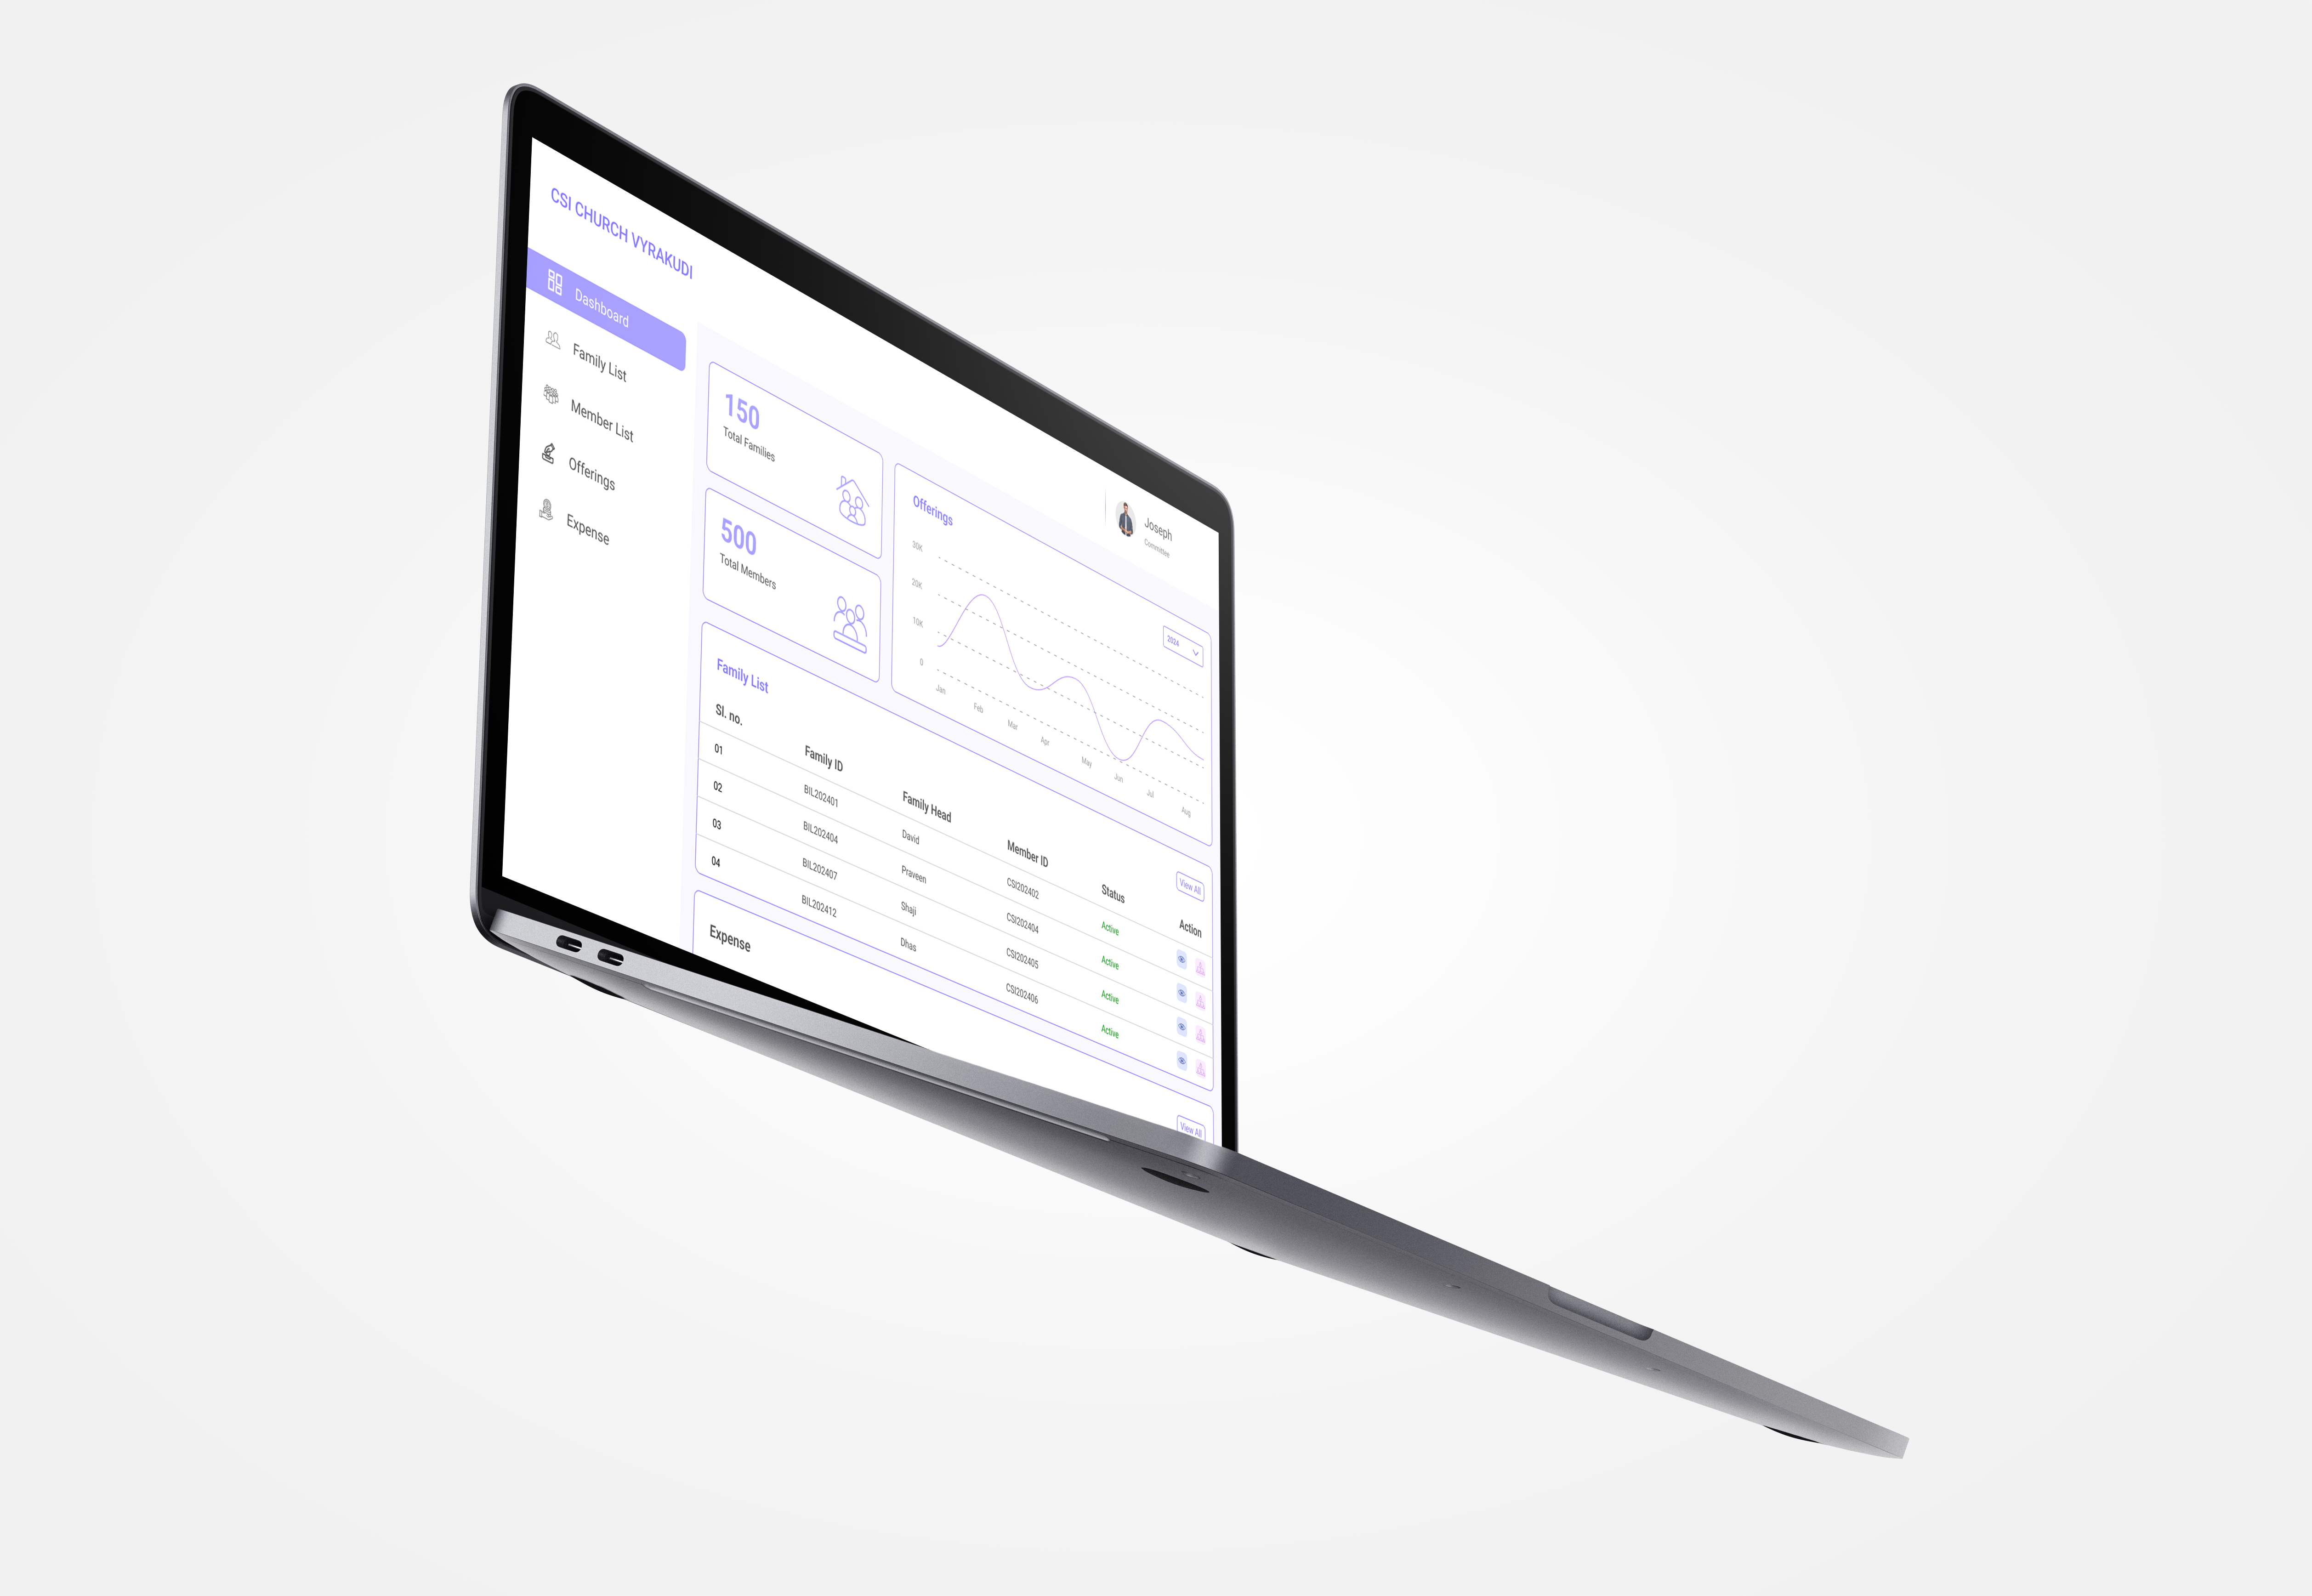 CSI CHURCH VYRAKUDI
Dashboard
Family List
Member List
Offerings
Expense
Joseph
Committee
150
Total Families
500
Total Members
Offerings
2024
30K
20K
10K
0
Jan Feb Mar Apr May Jun Jul Aug
Family List
View All
Sl. no. Family ID Family Head Member ID Status Action
01 BIL202401 David CSI202402 Active
02 BIL202404 Praveen CSI202404 Active
03 BIL202407 Shaji CSI202405 Active
04 BIL202412 Dhas CSI202406 Active
Expense
View All